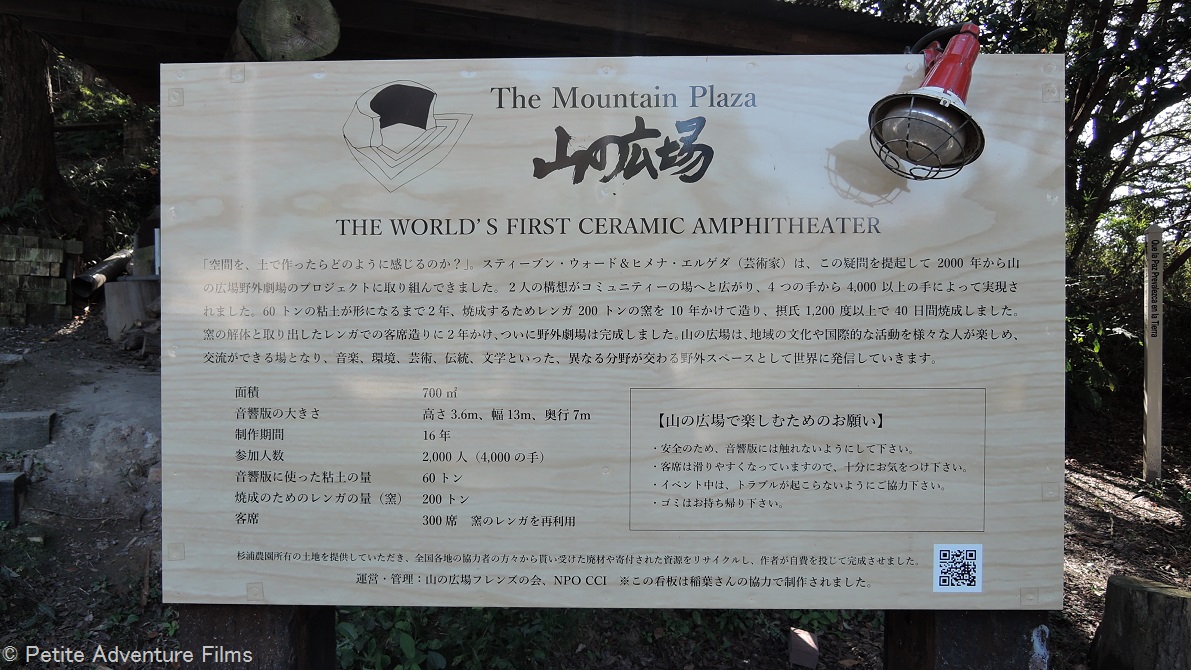 The Mountain Plaza
山の広場
THE WORLD'S FIRST CERAMIC AMPHITHEATER
「空間を、土で作ったらどのように感じるのか？」。スティーブン・ウォード＆ヒメナ・エルゲダ（芸術家）は、この疑問を提起して 2000 年から山
の広場野外劇場のプロジェクトに取り組んできました。２人の構想がコミュニティーの場へと広がり、４つの手から 4,000 以上の手によって実現さ
れました。60 トンの粘土が形になるまで２年、焼成するためレンガ 200 トンの窯を 10 年かけて造り、摂氏 1,200 度以上で 40 日間焼成しました。
窯の解体と取り出したレンガでの客席造りに２年かけ、ついに野外劇場は完成しました。山の広場は、地域の文化や国際的な活動を様々な人が楽しめ、
交流ができる場となり、音楽、環境、芸術、伝統、文学といった、異なる分野が交わる野外スペースとして世界に発信していきます。
面積 700 ㎡
音響版の大きさ 高さ 3.6m、幅 13m、奥行 7m
制作期間 16 年
参加人数 2,000 人（4,000 の手）
音響版に使った粘土の量 60 トン
焼成のためのレンガの量（窯） 200 トン
客席 300 席　窯のレンガを再利用
【山の広場で楽しむためのお願い】
・安全のため、音響版には触れないようにして下さい。
・客席は滑りやすくなっていますので、十分にお気をつけ下さい。
・イベント中は、トラブルが起こらないようにご協力下さい。
・ゴミはお持ち帰り下さい。
杉浦農園所有の土地を提供していただき、全国各地の協力者の方々から貰い受けた廃材や寄付された資源をリサイクルし、作者が自費を投じて完成させました。
運営・管理：山の広場フレンズの会、NPO CCI　※この看板は稲葉さんの協力で制作されました。
Que la Paz Prevalezca en la Tierra
© Petite Adventure Films